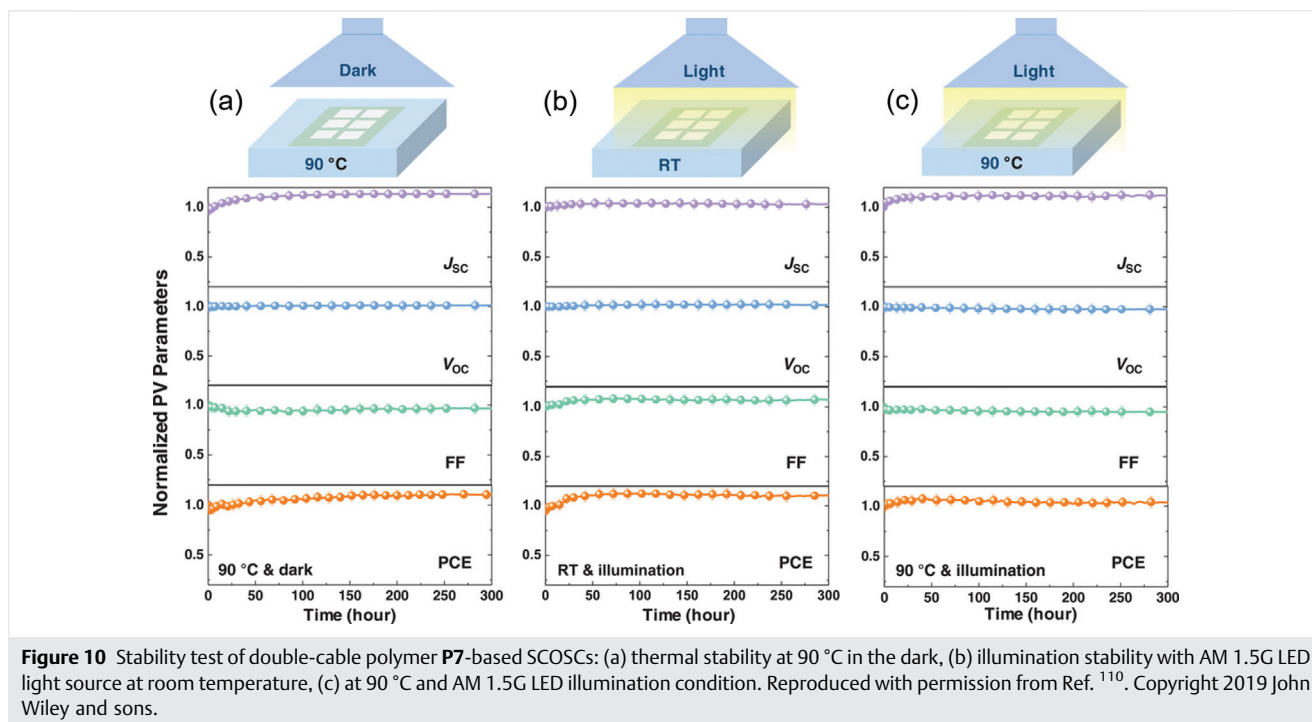 Dark
Light
Light
(a)
(b)
(c)
90 °C
RT
90 °C
Normalized PV Parameters
1.0
0.5
JSC
1.0
0.5
VOC
1.0
0.5
FF
1.0
0.5
90 °C & dark
PCE
0 50 100 150 200 250 300
Time (hour)
1.0
0.5
JSC
1.0
0.5
VOC
1.0
0.5
FF
1.0
0.5
RT & illumination
PCE
0 50 100 150 200 250 300
Time (hour)
1.0
0.5
JSC
1.0
0.5
VOC
1.0
0.5
FF
1.0
0.5
90 °C & illumination
PCE
0 50 100 150 200 250 300
Time (hour)
Figure 10 Stability test of double-cable polymer P7-based SCOSCs: (a) thermal stability at 90 °C in the dark, (b) illumination stability with AM 1.5G LED
light source at room temperature, (c) at 90 °C and AM 1.5G LED illumination condition. Reproduced with permission from Ref. 110. Copyright 2019 John
Wiley and sons.